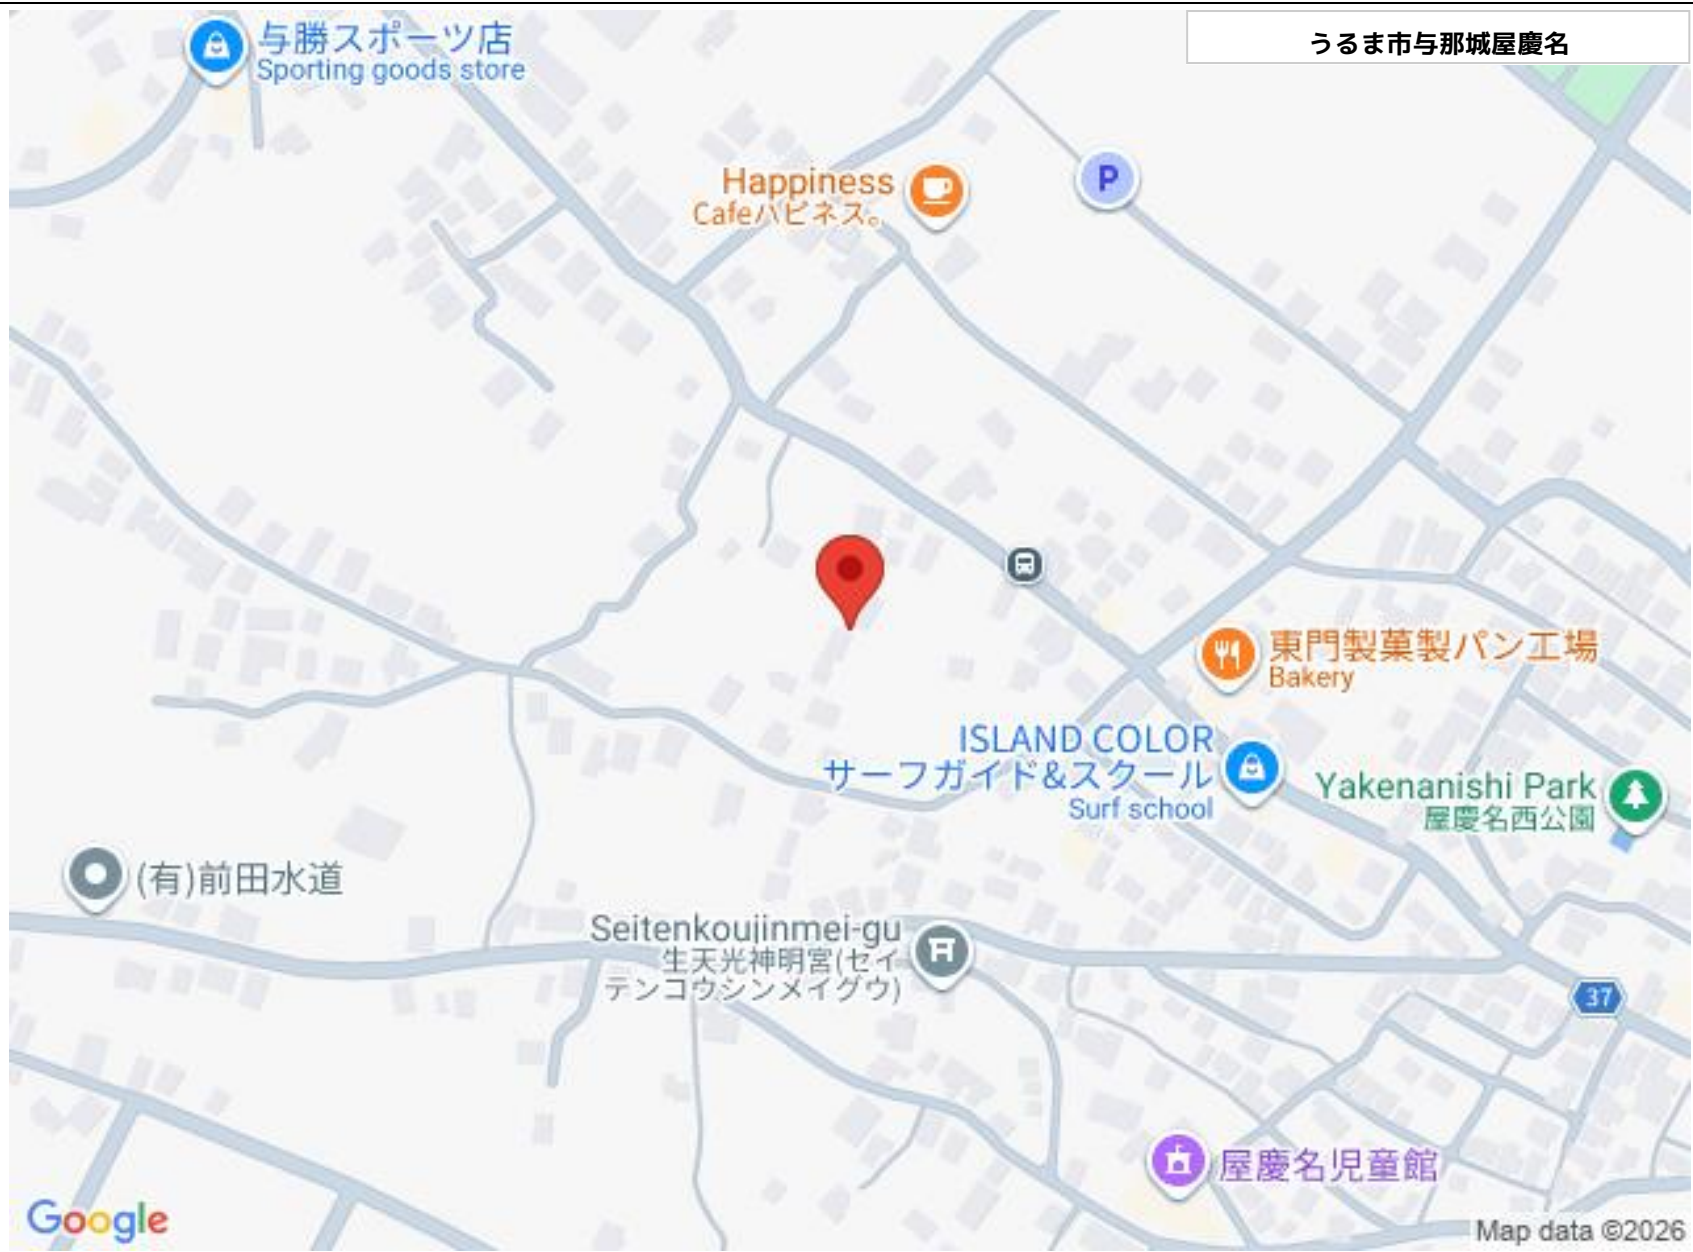 うるま市与那城屋慶名
与勝スポーツ店
Sporting goods store
Happiness
Cafeハピネス。
P
東門製菓製パン工場
Bakery
ISLAND COLOR
サーフガイド&スクール
Surf school
Yakenanishi Park
屋慶名西公園
(有)前田水道
Seitenkoujinmei-gu
生天光神明宮(セイ
テンコウシンメイグウ)
37
屋慶名児童館
Google
Map data ©2026